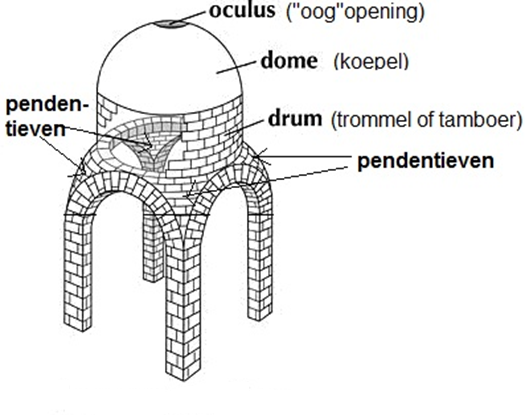 oculus ("oog"opening)
dome (koepel)
penden-
tieven
drum (trommel of tamboer)
pendentieven